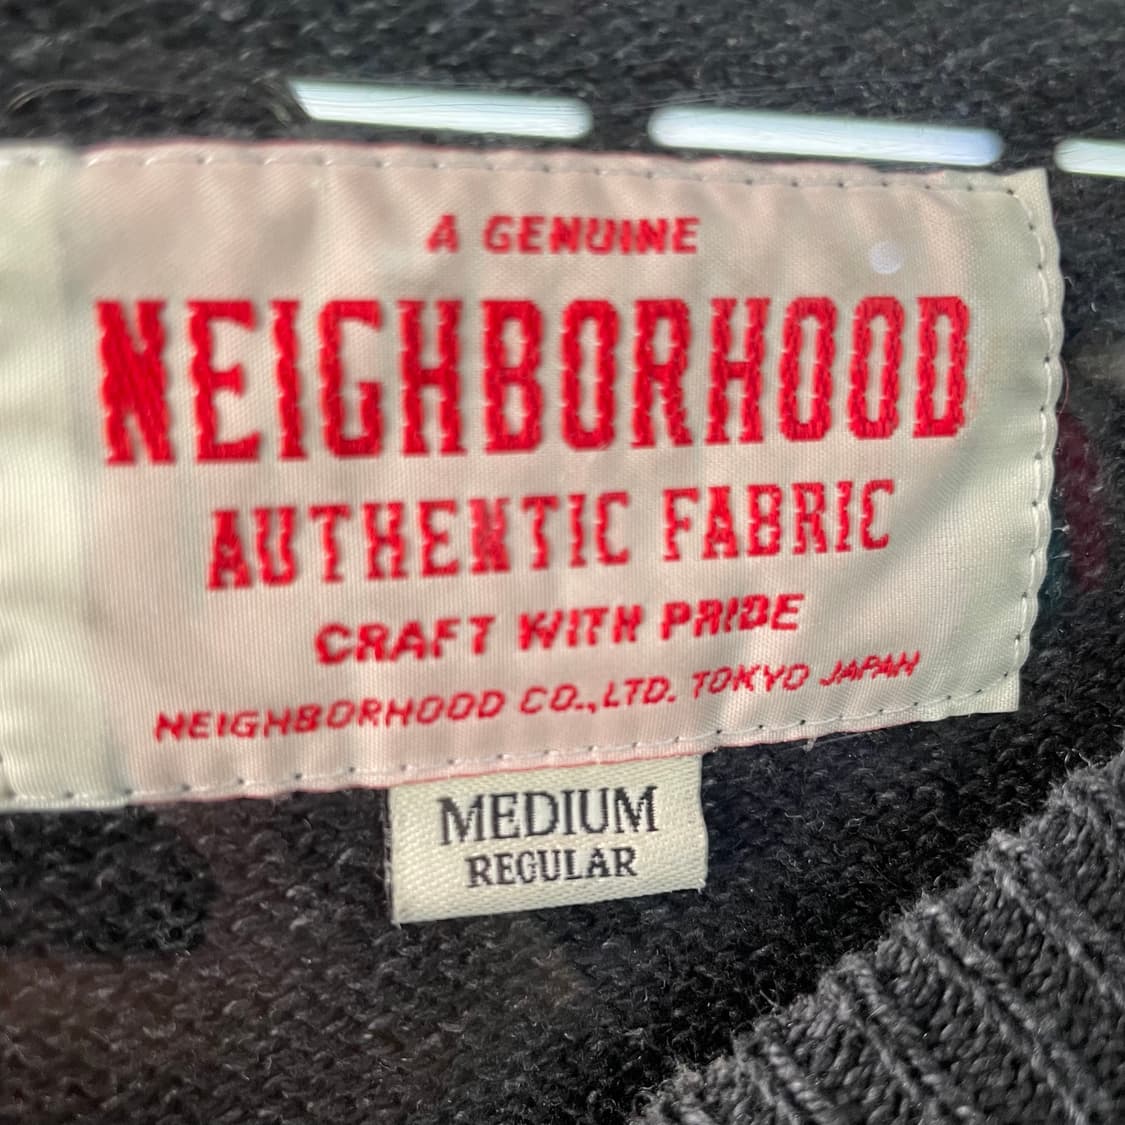 A GENUINE
NEIGHBORHOOD
AUTHENTIC FABRIC
CRAFT WITH PRIDE
NEIGHBORHOOD CO.,LTD. TOKYO JAPAN
MEDIUM
REGULAR